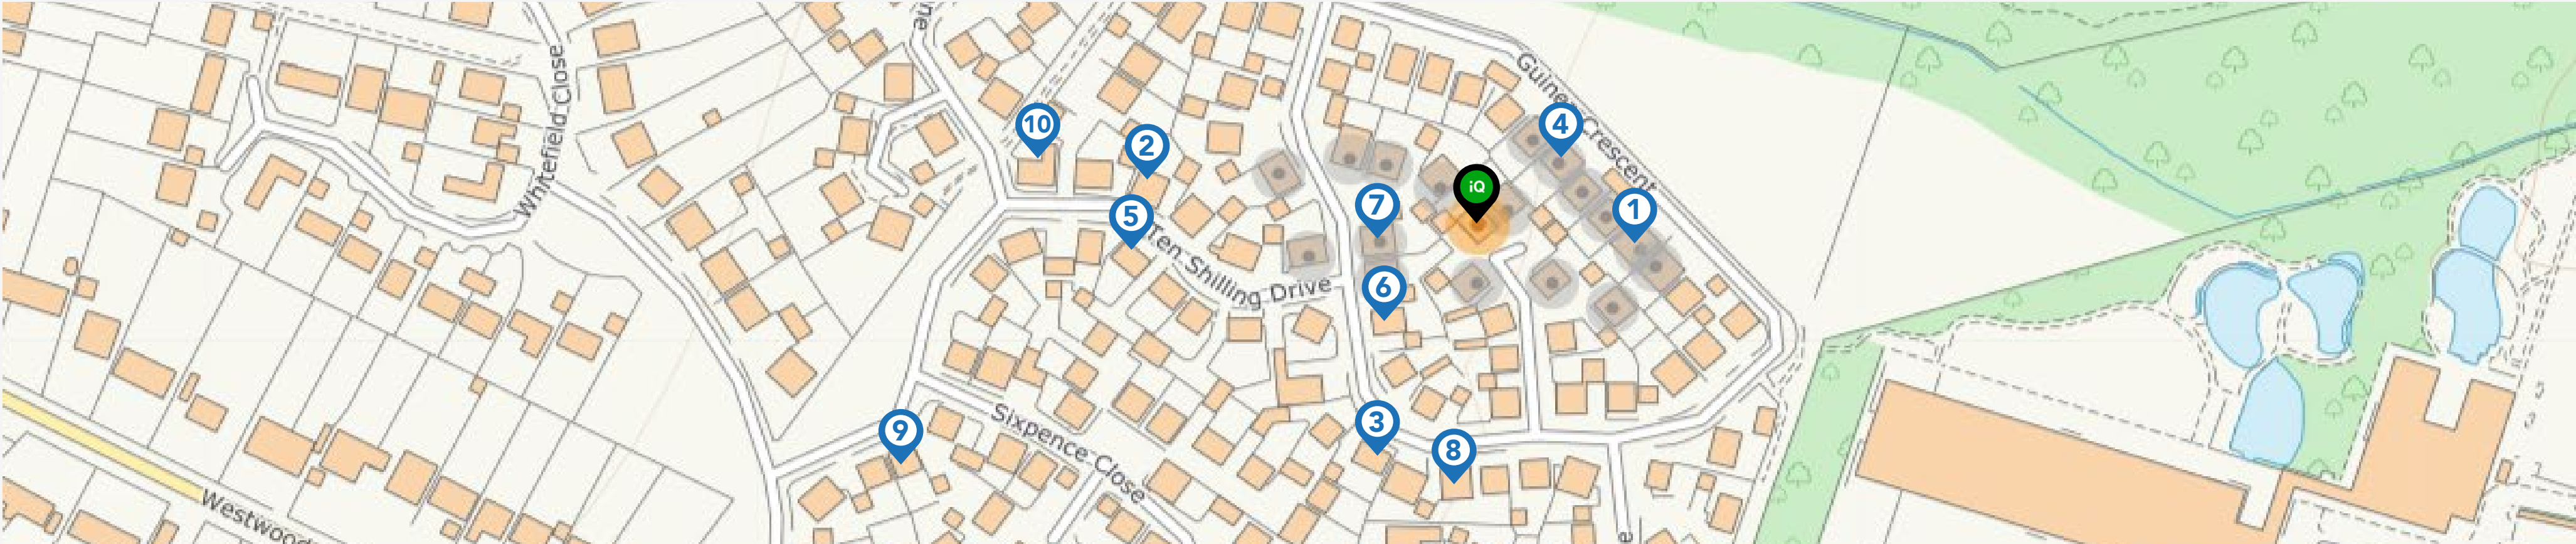 Whitefield Close
Guinea Crescent
10
2
4
iQ
7
1
5
Ten Shilling Drive
6
9
3
8
Sixpence Close